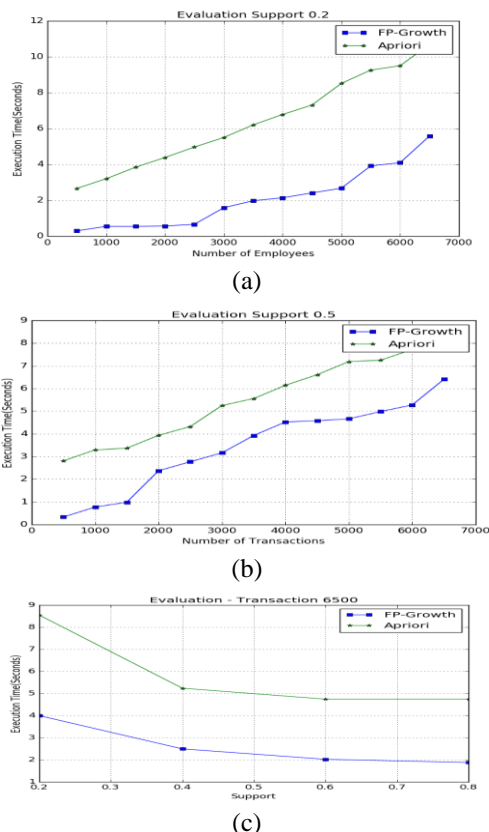 Evaluation Support 0.2
12
10
8
6
4
2
0
Execution Time(Seconds)
FP-Growth
Apriori
0 1000 2000 3000 4000 5000 6000 7000
Number of Employees
(a)
Evaluation Support 0.5
9
8
7
6
5
4
3
2
1
0
Execution Time(Seconds)
FP-Growth
Apriori
0 1000 2000 3000 4000 5000 6000 7000
Number of Transactions
(b)
Evaluation - Transaction 6500
9
8
7
6
5
4
3
2
1
Execution Time(Seconds)
FP-Growth
Apriori
0.2 0.3 0.4 0.5 0.6 0.7 0.8
Support
(c)